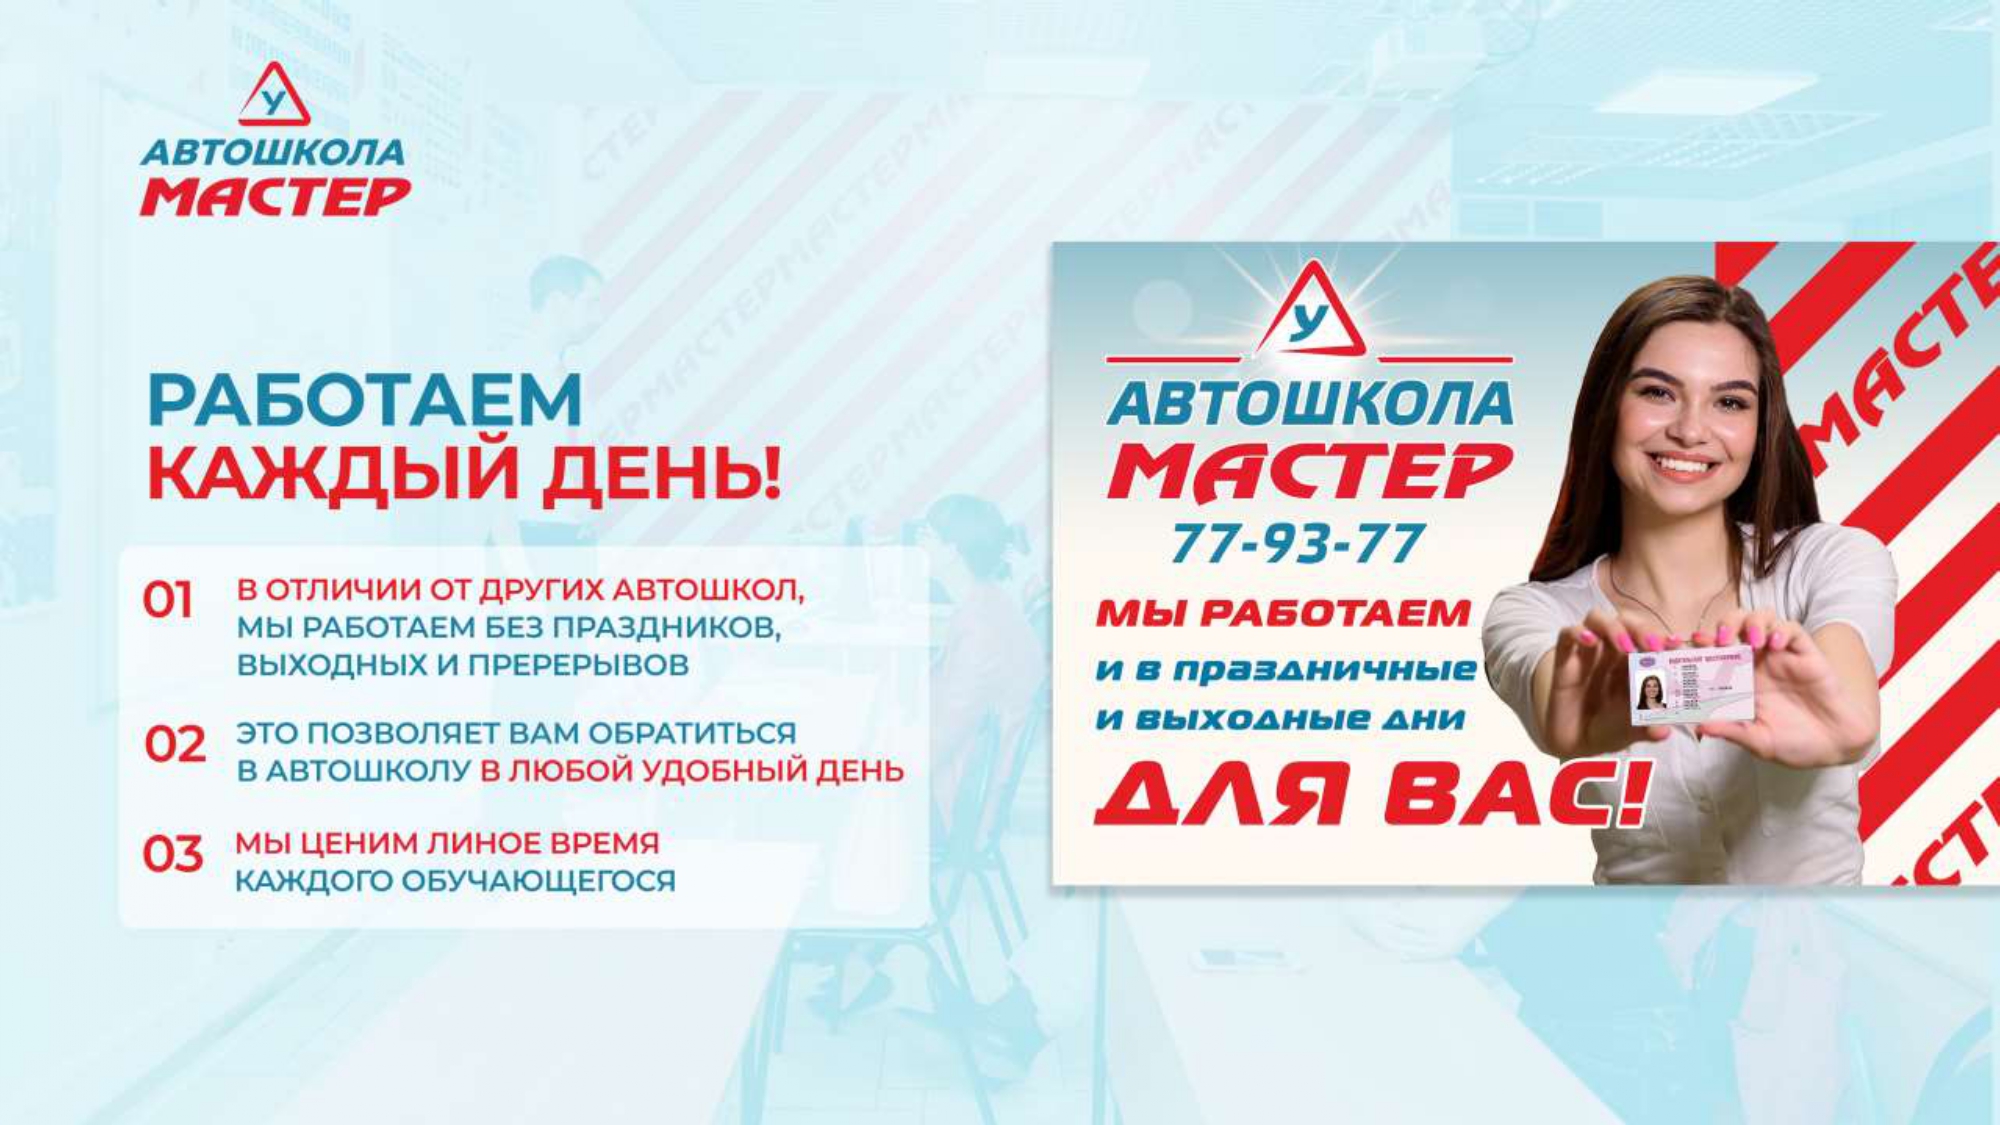 У
АВТОШКОЛА
МАСТЕР
РАБОТАЕМ
КАЖДЫЙ ДЕНЬ!
01
В ОТЛИЧИИ ОТ ДРУГИХ АВТОШКОЛ,
МЫ РАБОТАЕМ БЕЗ ПРАЗДНИКОВ,
ВЫХОДНЫХ И ПРЕРЕРЫВОВ
02
ЭТО ПОЗВОЛЯЕТ ВАМ ОБРАТИТЬСЯ
В АВТОШКОЛУ В ЛЮБОЙ УДОБНЫЙ ДЕНЬ
03
МЫ ЦЕНИМ ЛИНОЕ ВРЕМЯ
КАЖДОГО ОБУЧАЮЩЕГОСЯ
У
АВТОШКОЛА
МАСТЕР
77-93-77
МЫ РАБОТАЕМ
и в праздничные
и выходные дни
ДЛЯ ВАС!
МАСТЕ
СТ